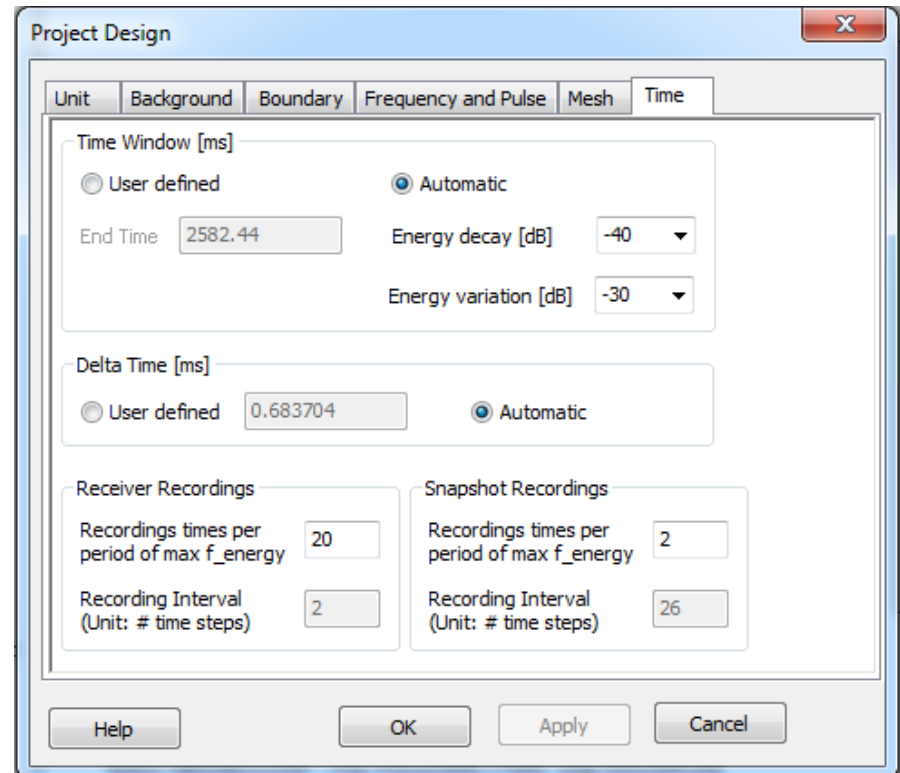 Project Design
Unit Background Boundary Frequency and Pulse Mesh Time
Time Window [ms]
User defined Automatic
End Time 2582.44 Energy decay [dB] -40
Energy variation [dB] -30
Delta Time [ms]
User defined 0.683704 Automatic
Receiver Recordings
Recordings times per
period of max f_energy 20
Recording Interval
(Unit: # time steps) 2
Snapshot Recordings
Recordings times per
period of max f_energy 2
Recording Interval
(Unit: # time steps) 26
Help OK Apply Cancel